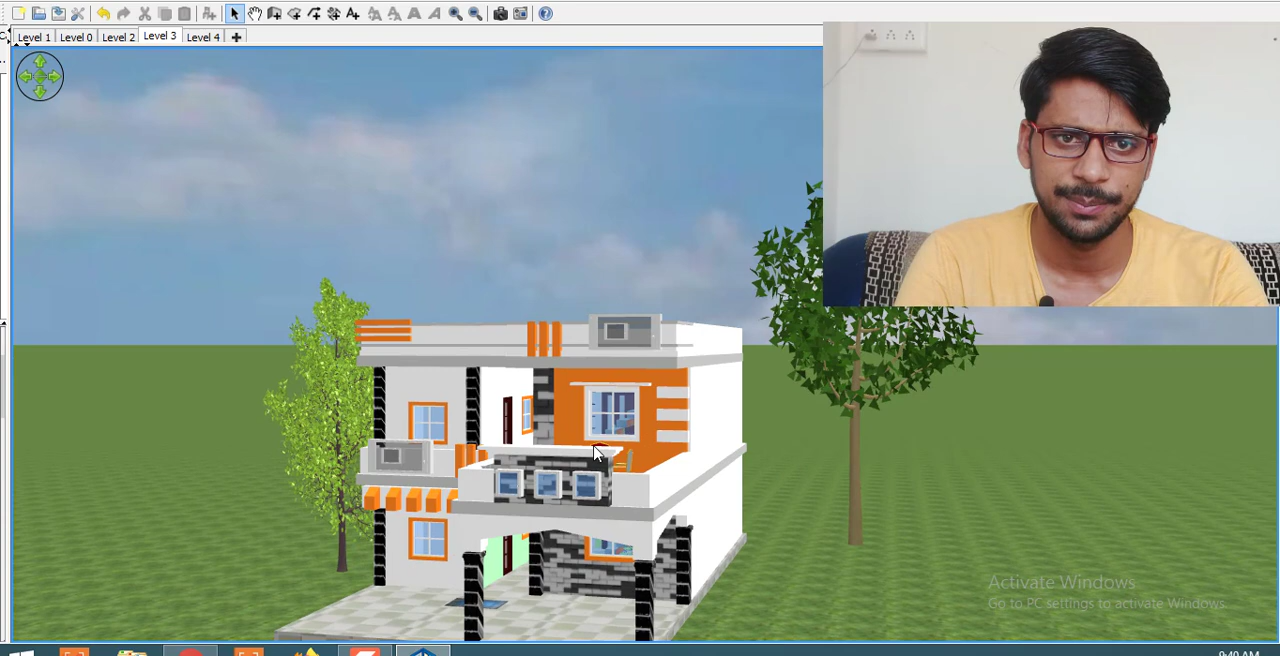 Level 1 Level 0 Level 2 Level 3 Level 4
Activate Windows
Go to PC settings to activate Windows.